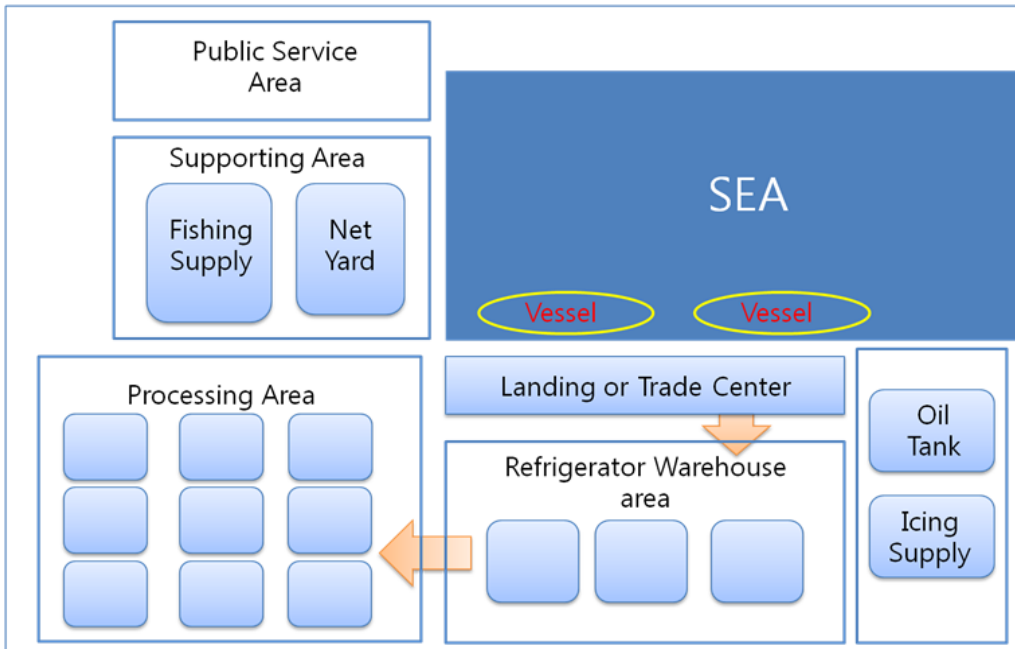 Public Service
Area
Supporting Area
Fishing
Supply
Net
Yard
SEA
Vessel
Vessel
Processing Area
Landing or Trade Center
Refrigerator Warehouse
area
Oil
Tank
Icing
Supply